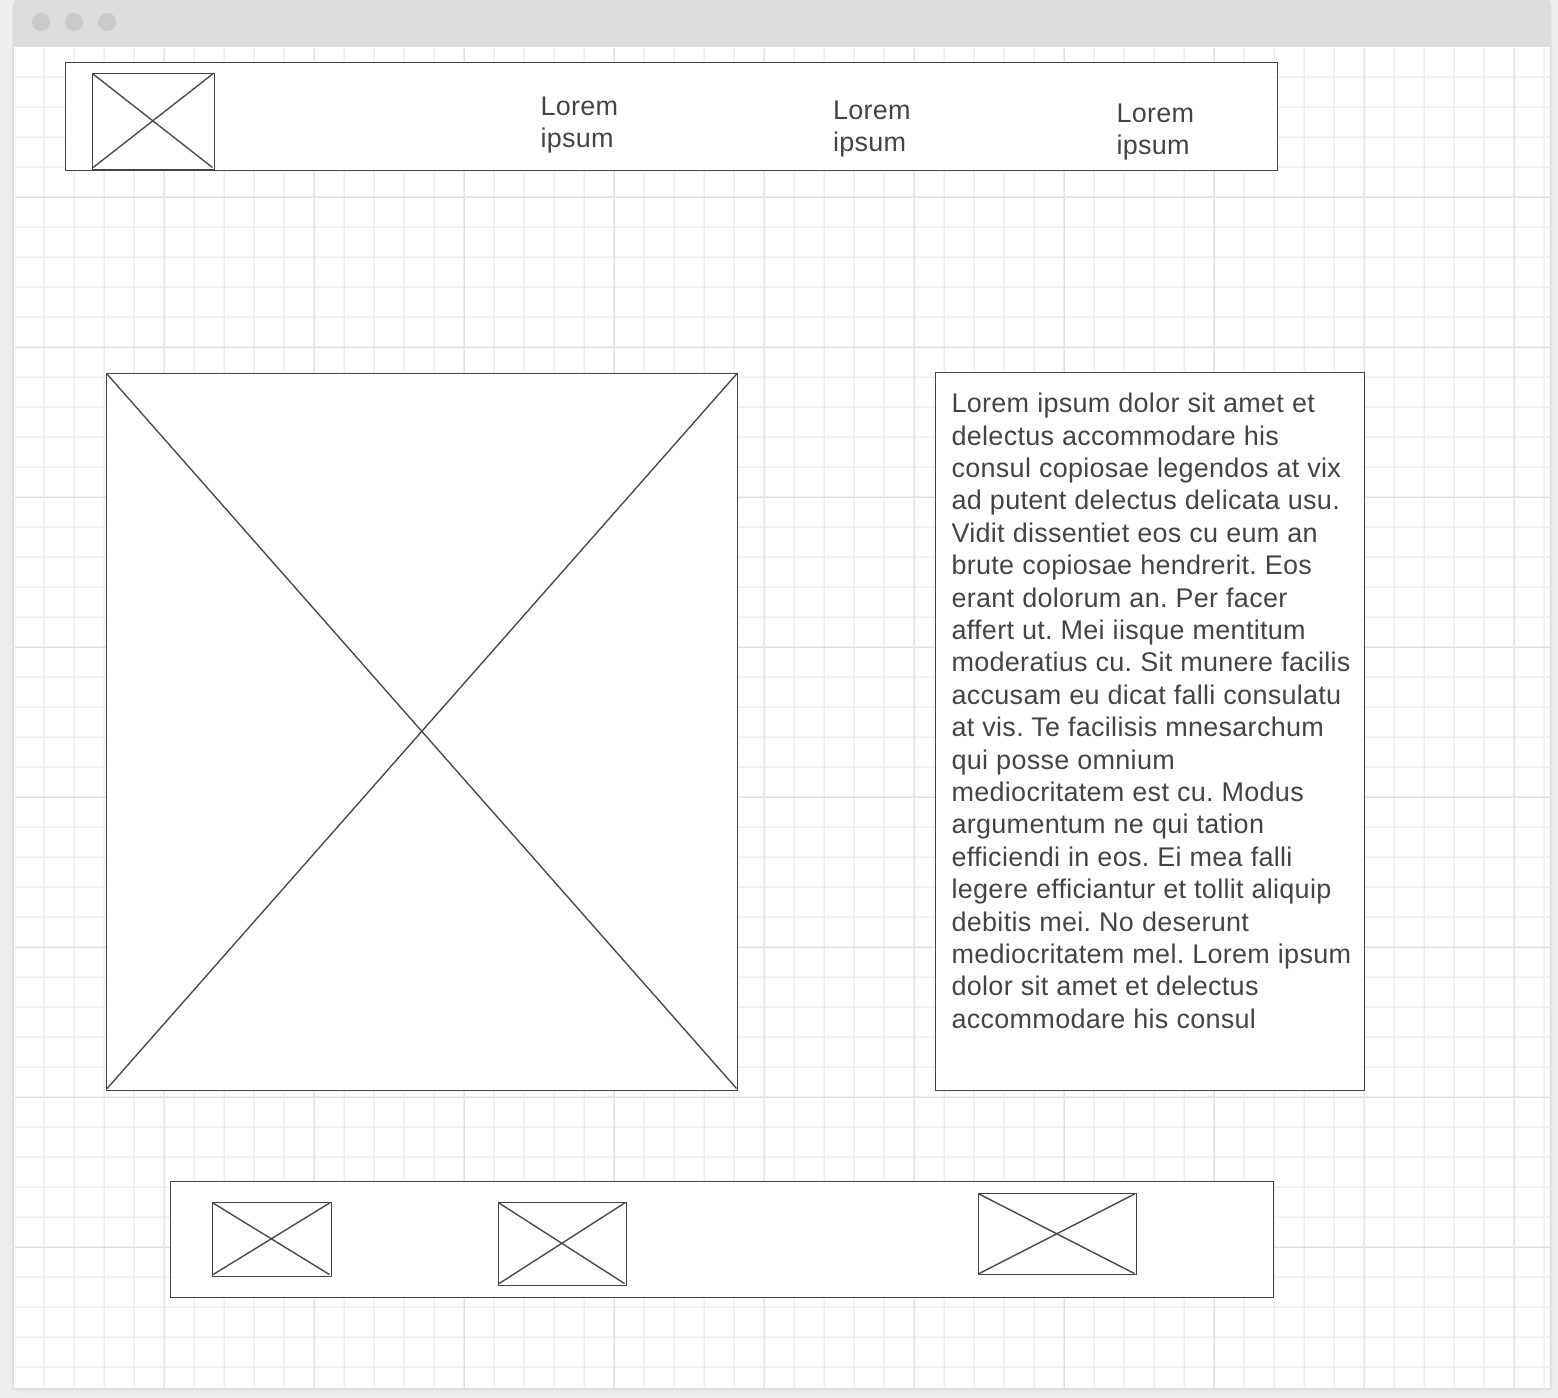 Lorem
ipsum
Lorem
ipsum
Lorem
ipsum
Lorem ipsum dolor sit amet et
delectus accommodare his
consul copiosae legendos at vix
ad putent delectus delicata usu.
Vidit dissentiet eos cu eum an
brute copiosae hendrerit. Eos
erant dolorum an. Per facer
affert ut. Mei iisque mentitum
moderatius cu. Sit munere facilis
accusam eu dicat falli consulatu
at vis. Te facilisis mnesarchum
qui posse omnium
mediocritatem est cu. Modus
argumentum ne qui tation
efficiendi in eos. Ei mea falli
legere efficiantur et tollit aliquip
debitis mei. No deserunt
mediocritatem mel. Lorem ipsum
dolor sit amet et delectus
accommodare his consul